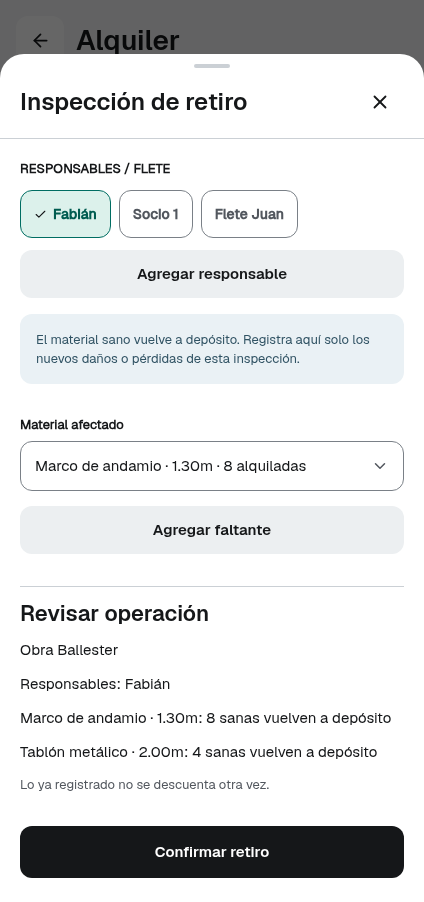 Alquiler
Inspección de retiro
RESPONSABLES / FLETE
Fabián
Socio 1
Flete Juan
Agregar responsable
El material sano vuelve a depósito. Registra aquí solo los
nuevos daños o pérdidas de esta inspección.
Material afectado
Marco de andamio · 1.30m · 8 alquiladas
Agregar faltante
Revisar operación
Obra Ballester
Responsables: Fabián
Marco de andamio · 1.30m: 8 sanas vuelven a depósito
Tablón metálico · 2.00m: 4 sanas vuelven a depósito
Lo ya registrado no se descuenta otra vez.
Confirmar retiro